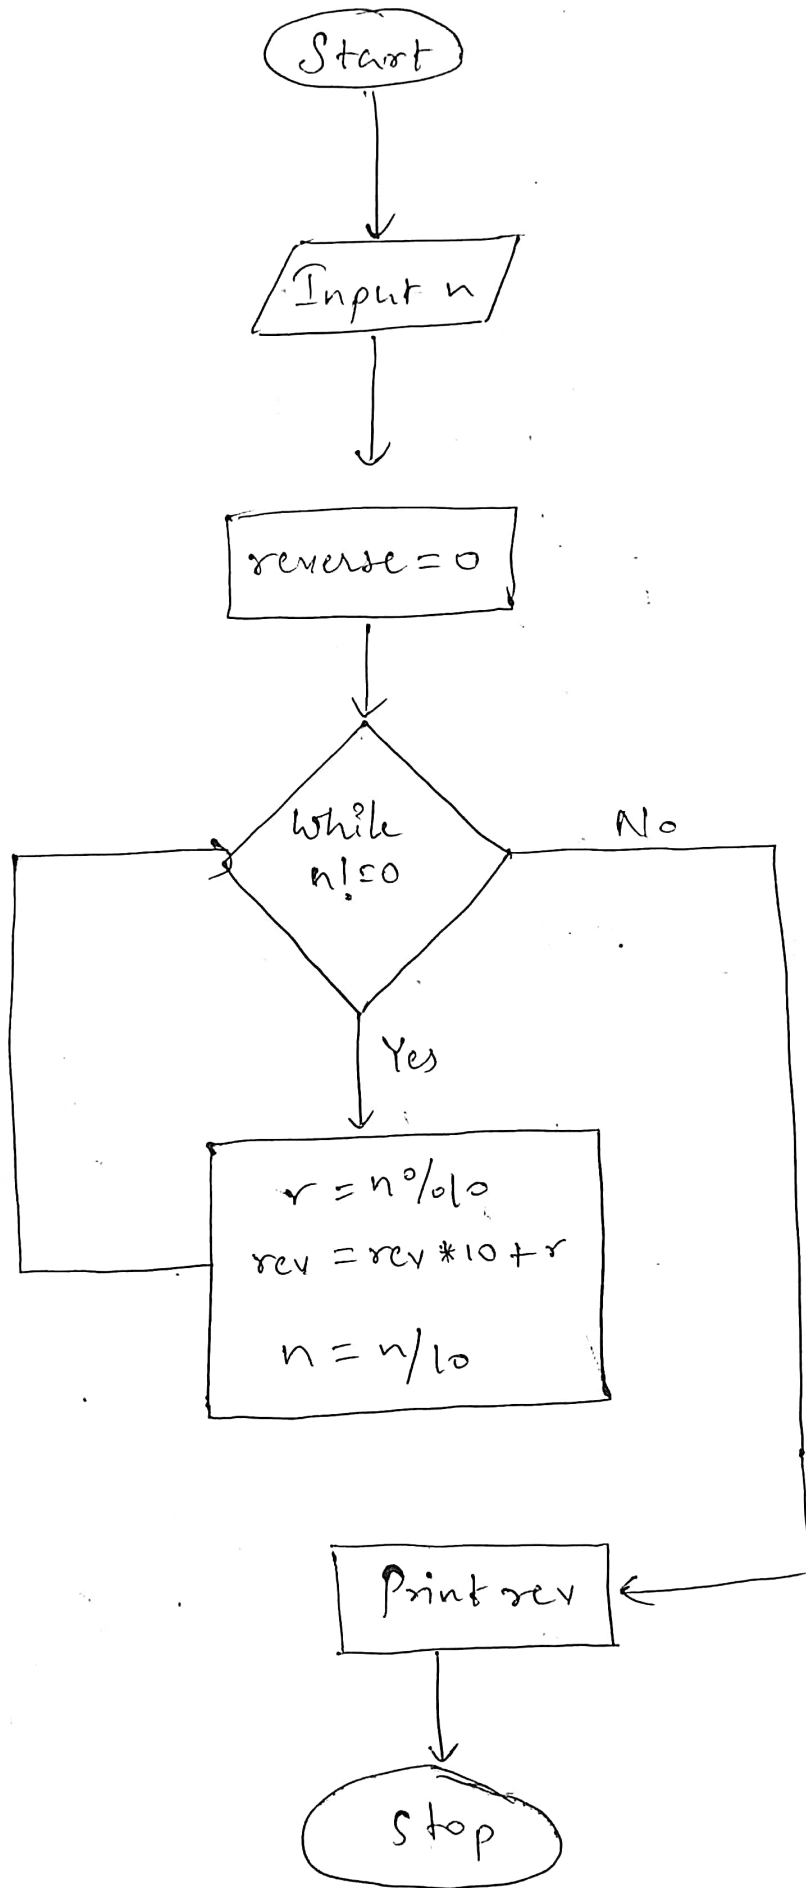 Start
Input n
reverse = 0
While
n!=0
No
Yes
r = n%10
rev = rev * 10 + r
n = n/10
Print rev
Stop